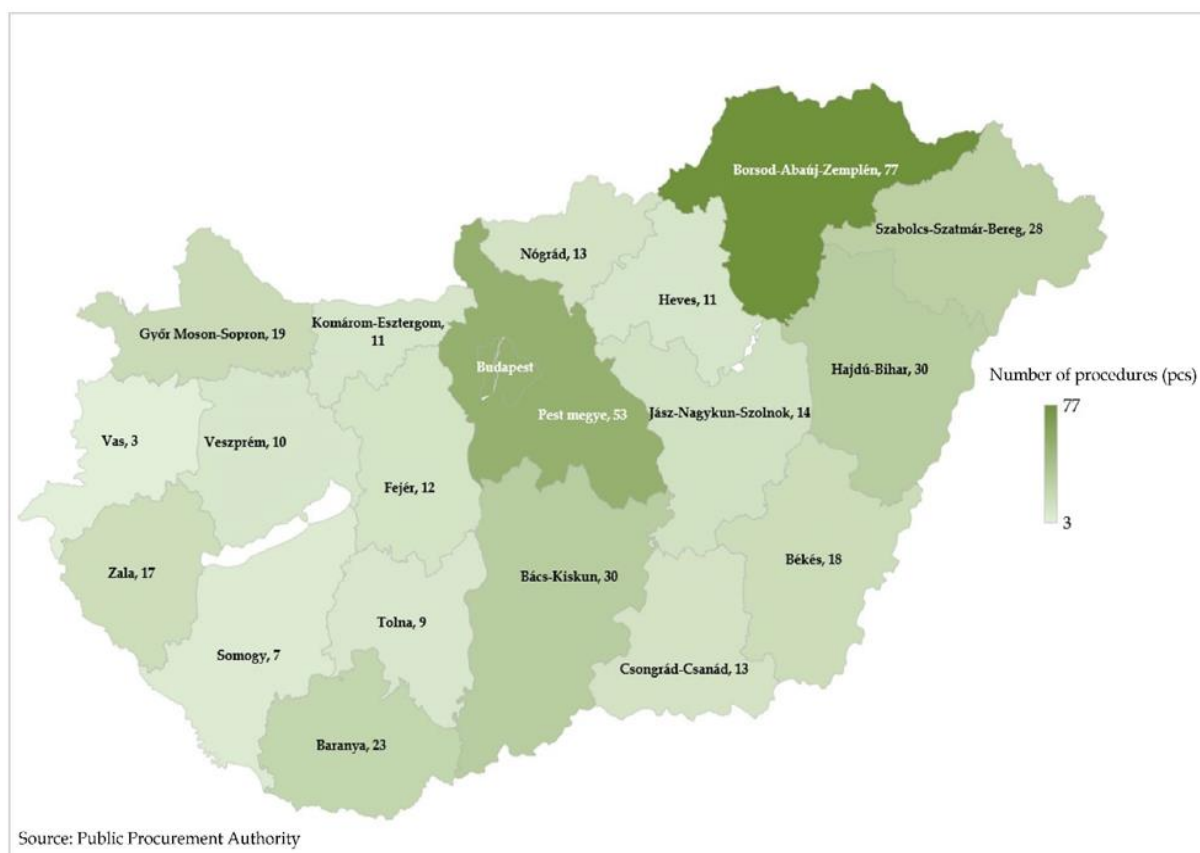 Borsod-Abaúj-Zemplén, 77
Szabolcs-Szatmár-Bereg, 28
Nógrád, 13
Heves, 11
Győr Moson-Sopron, 19
Komárom-Esztergom,
11
Budapest
Hajdú-Bihar, 30
Number of procedures (pcs)
77
3
Pest megye, 53
Jász-Nagykun-Szolnok, 14
Vas, 3
Veszprém, 10
Fejér, 12
Zala, 17
Bács-Kiskun, 30
Békés, 18
Tolna, 9
Somogy, 7
Csongrád-Csanád, 13
Baranya, 23
Source: Public Procurement Authority